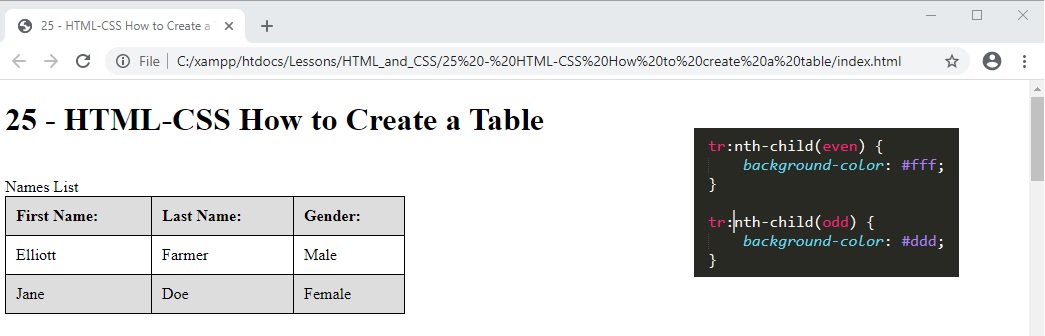 25 - HTML-CSS How to Create a
File
C:/xampp/htdocs/Lessons/HTML_and_CSS/25%20-%20HTML-CSS%20How%20to%20create%20a%20table/index.html
25 - HTML-CSS How to Create a Table
Names List
First Name: Last Name: Gender:
Elliott Farmer Male
Jane Doe Female
tr:nth-child(even) {
background-color: #fff;
}
tr:nth-child(odd) {
background-color: #ddd;
}